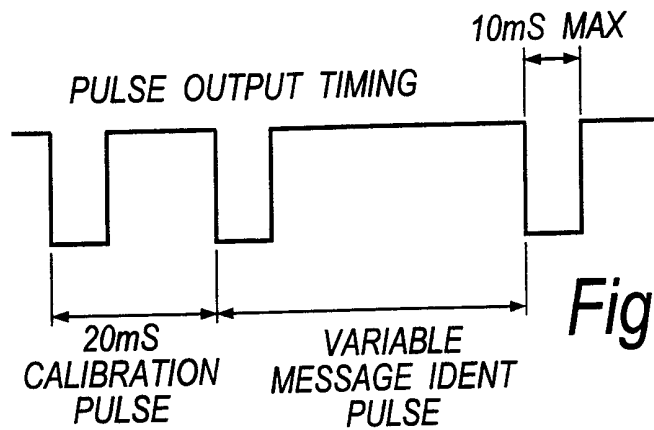 10mS MAX
PULSE OUTPUT TIMING
Fig
20mS
CALIBRATION
PULSE
VARIABLE
MESSAGE IDENT
PULSE